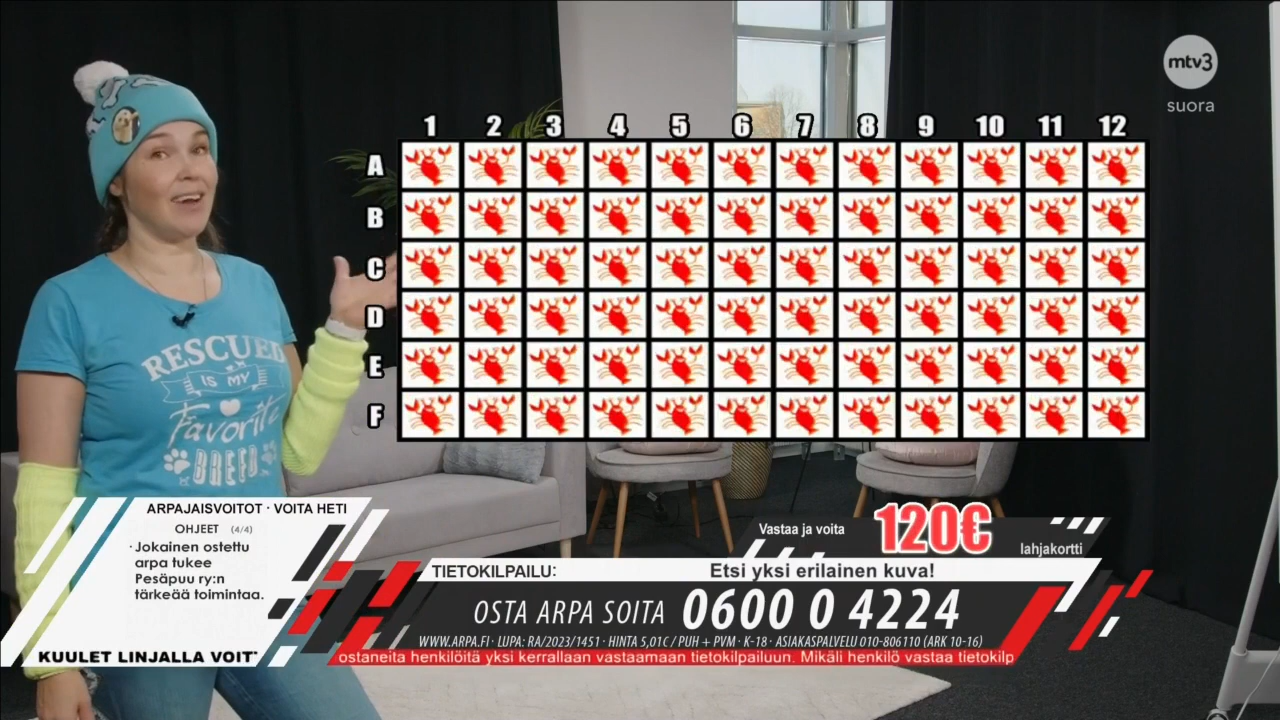 mtv3
suora
1 2 3 4 5 6 7 8 9 10 11 12
A
B
C
D
E
F
RESCUED
IS MY
Favorite
BREED
ARPAJAISVOITOT · VOITA HETI
OHJEET (4/4)
· Jokainen ostettu
arpa tukee
Pesäpuu ry:n
tärkeää toimintaa.
KUULET LINJALLA VOIT
Vastaa ja voita 120€ lahjakortti
TIETOKILPAILU: Etsi yksi erilainen kuva!
OSTA ARPA SOITA 0600 0 4224
WWW.ARPA.FI · LUPA: RA/2023/1451 · HINTA 5,01€ / PUH + PVM · K-18 · ASIAKASPALVELU 010-806110 (ARK 10-16)
ostaneita henkilöitä yksi kerrallaan vastaamaan tietokilpailuun. Mikäli henkilö vastaa tietokilp